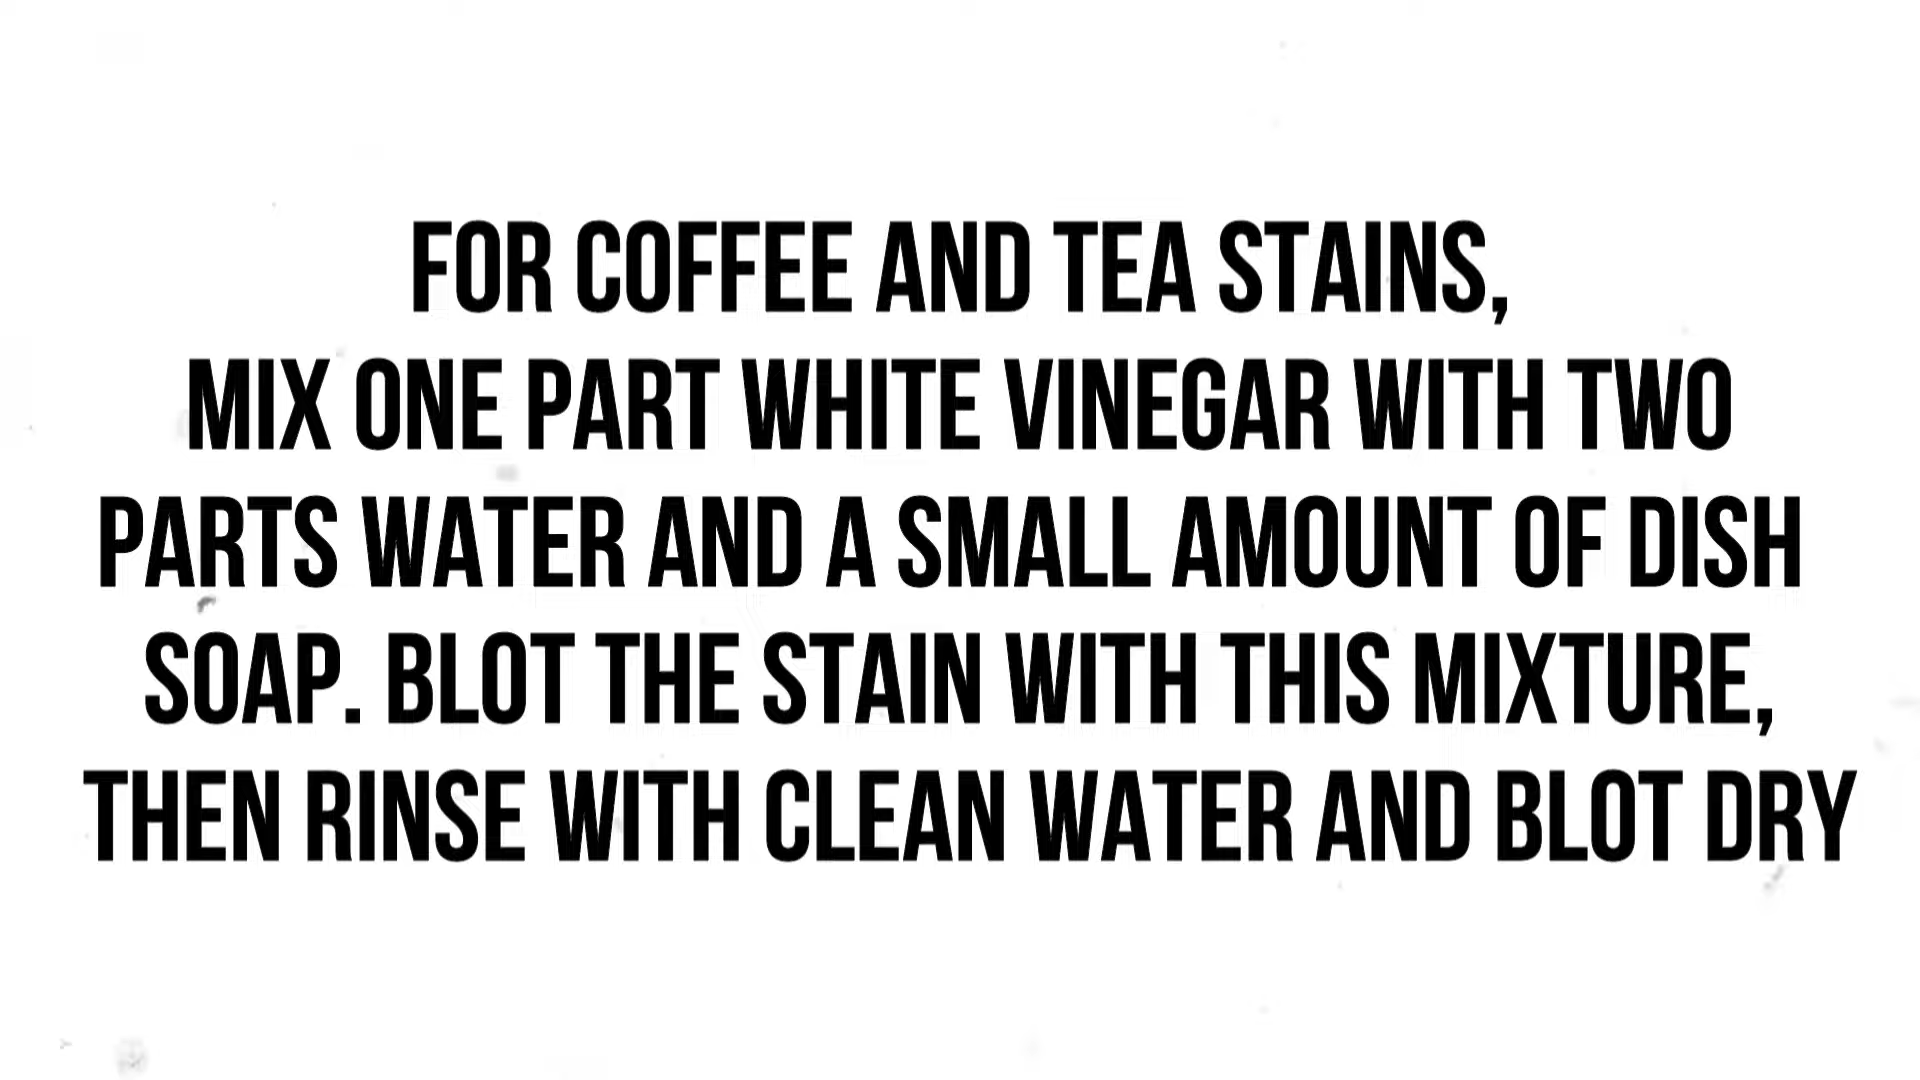 FOR COFFEE AND TEA STAINS,
MIX ONE PART WHITE VINEGAR WITH TWO
PARTS WATER AND A SMALL AMOUNT OF DISH
SOAP. BLOT THE STAIN WITH THIS MIXTURE,
THEN RINSE WITH CLEAN WATER AND BLOT DRY